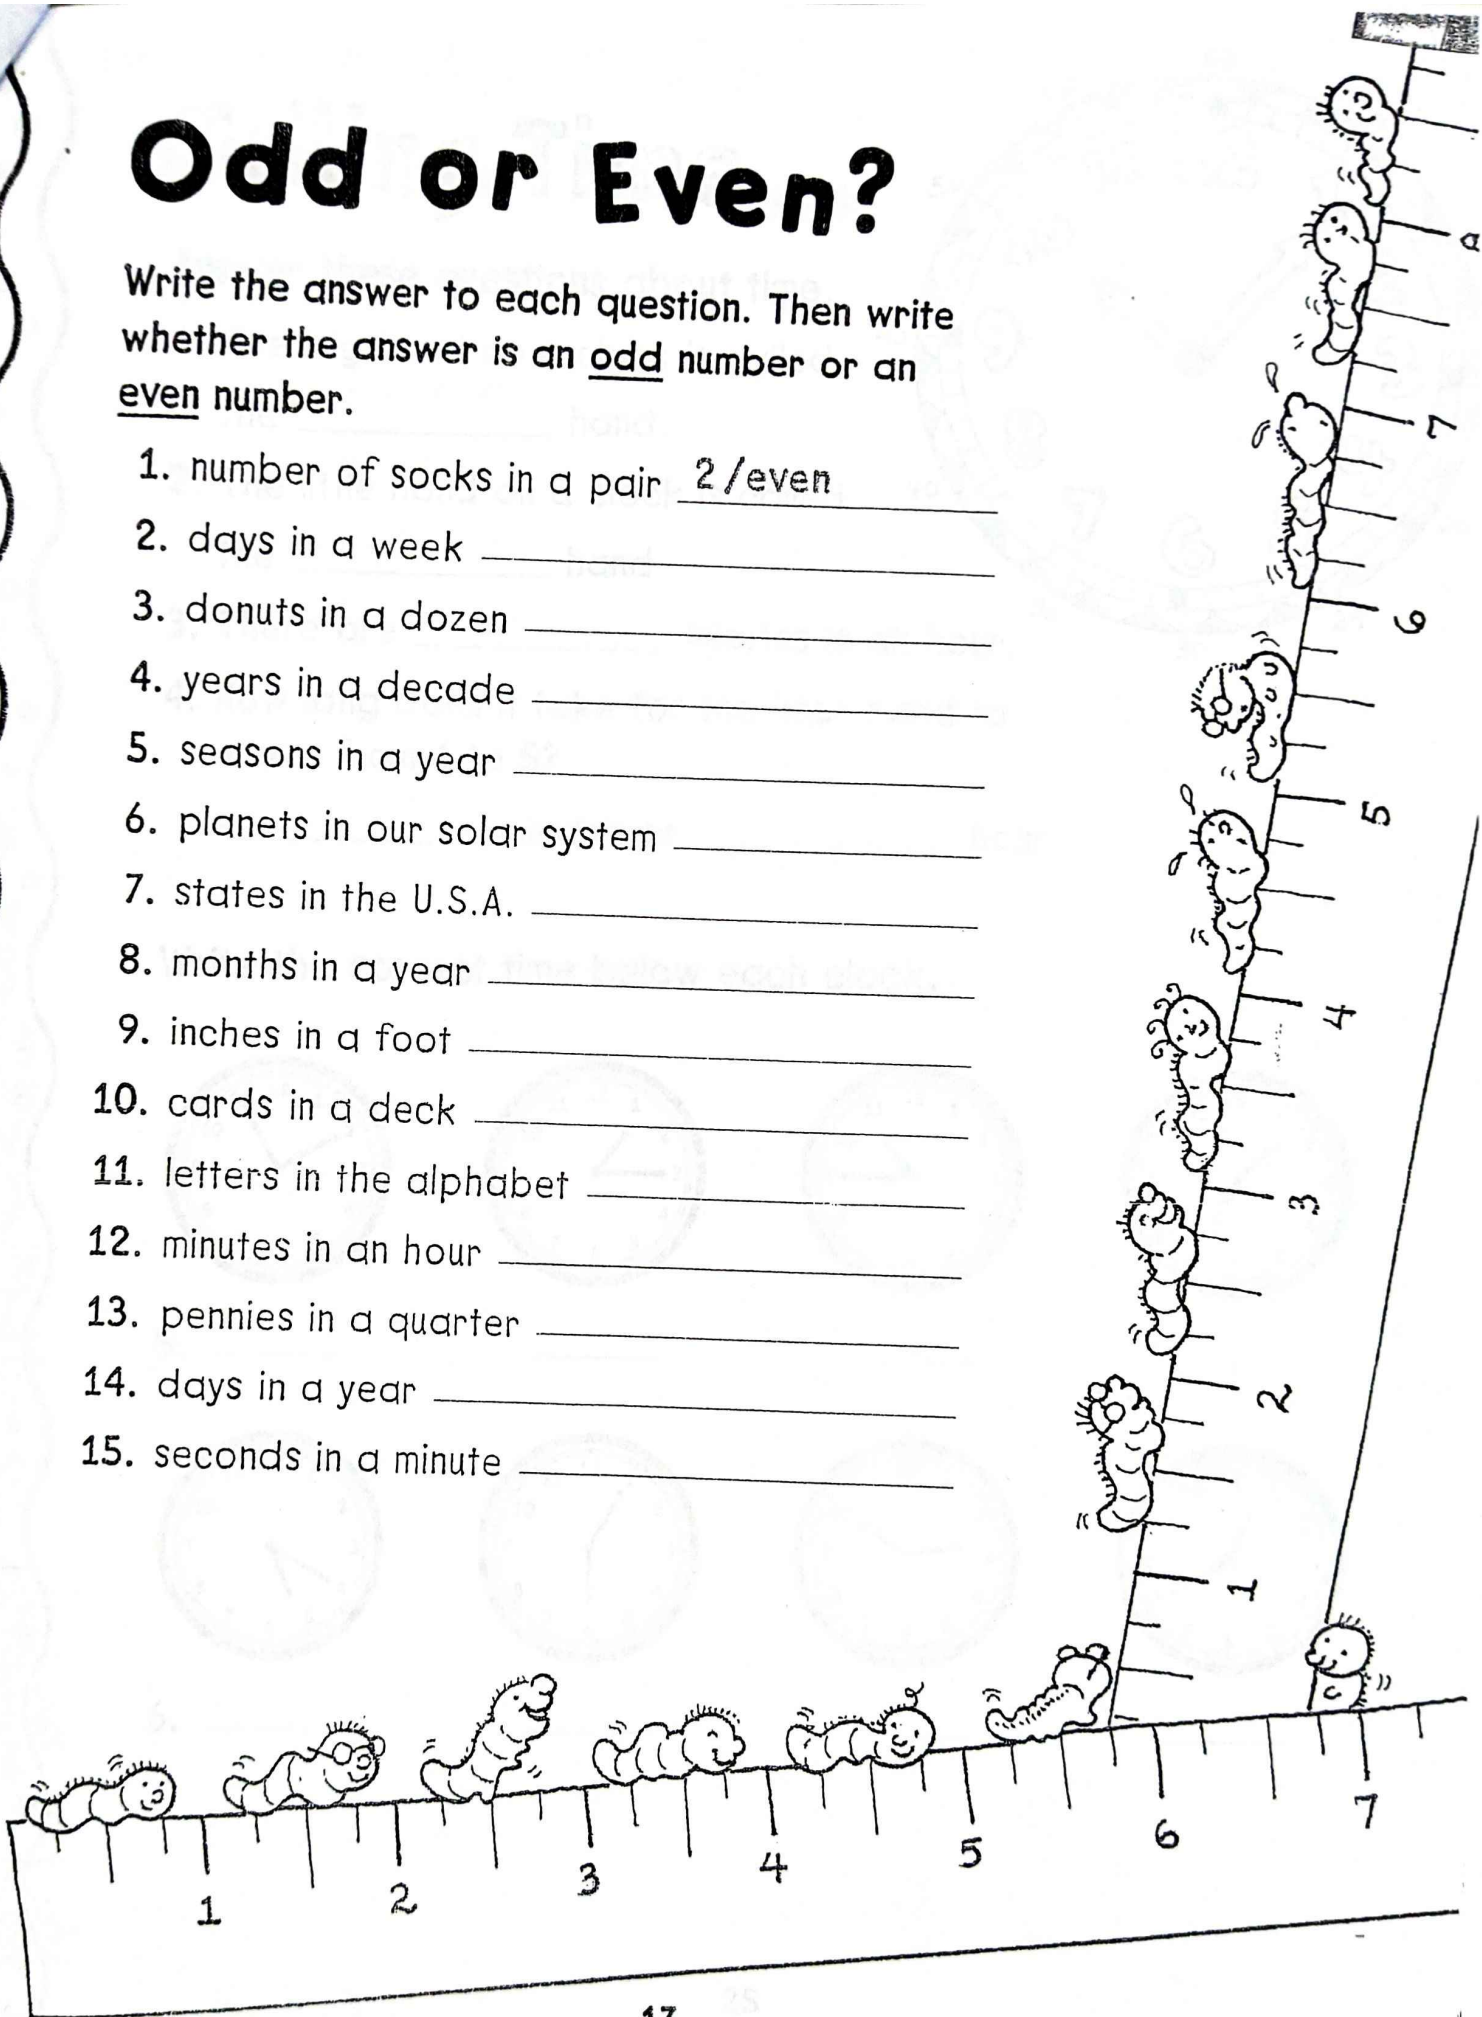 Odd or Even?
Write the answer to each question. Then write
whether the answer is an odd number or an
even number.
1. number of socks in a pair 2/even
2. days in a week
3. donuts in a dozen
4. years in a decade
5. seasons in a year
6. planets in our solar system
7. states in the U.S.A.
8. months in a year
9. inches in a foot
10. cards in a deck
11. letters in the alphabet
12. minutes in an hour
13. pennies in a quarter
14. days in a year
15. seconds in a minute
7
6
5
4
3
2
1
1 2 3 4 5 6 7